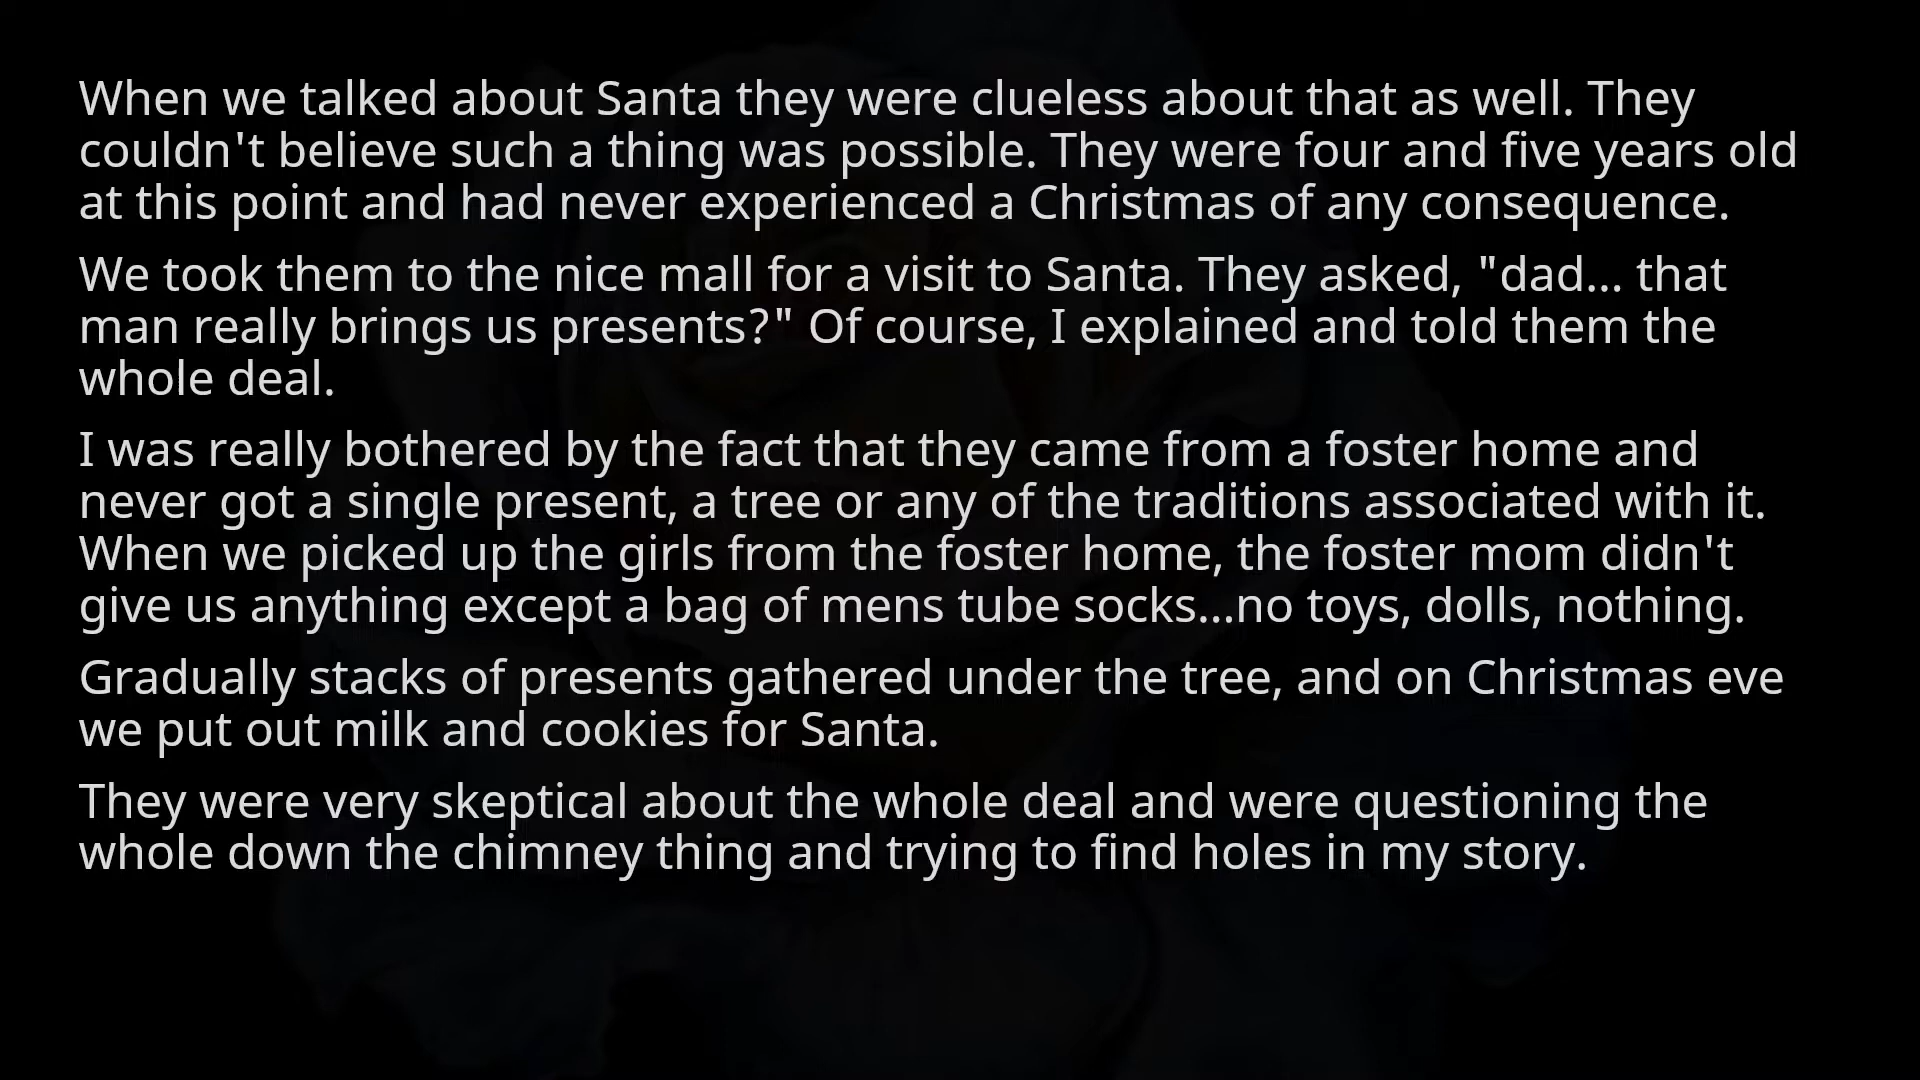 When we talked about Santa they were clueless about that as well. They
couldn't believe such a thing was possible. They were four and five years old
at this point and had never experienced a Christmas of any consequence.
We took them to the nice mall for a visit to Santa. They asked, "dad... that
man really brings us presents?" Of course, I explained and told them the
whole deal.
I was really bothered by the fact that they came from a foster home and
never got a single present, a tree or any of the traditions associated with it.
When we picked up the girls from the foster home, the foster mom didn't
give us anything except a bag of mens tube socks...no toys, dolls, nothing.
Gradually stacks of presents gathered under the tree, and on Christmas eve
we put out milk and cookies for Santa.
They were very skeptical about the whole deal and were questioning the
whole down the chimney thing and trying to find holes in my story.